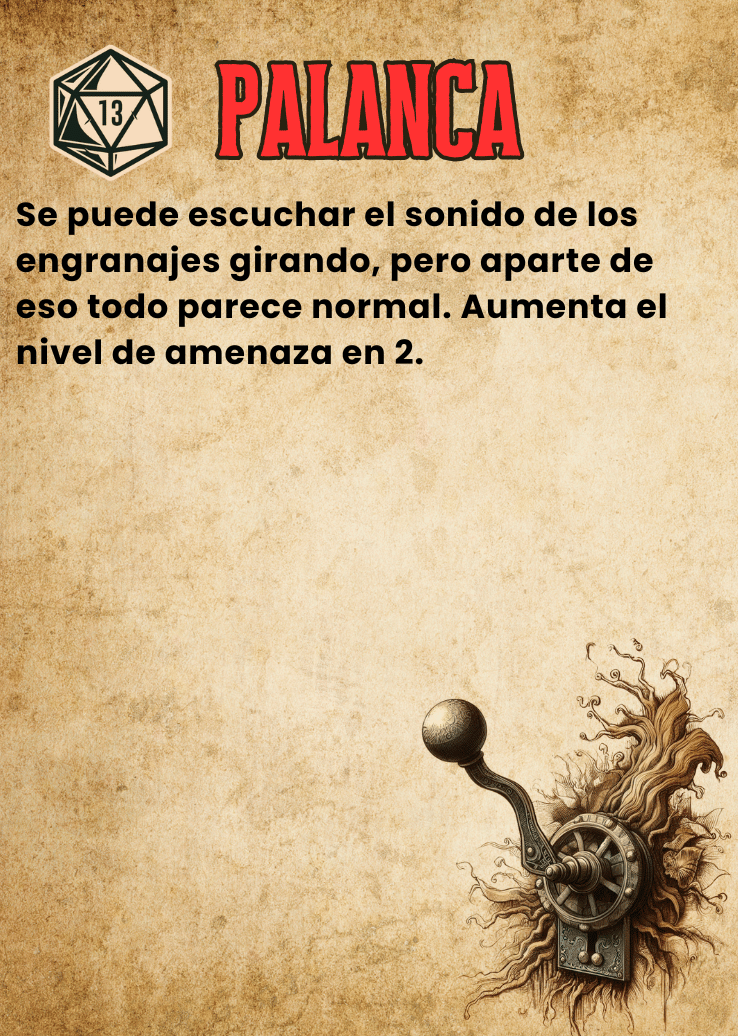 13
PALANCA
Se puede escuchar el sonido de los
engranajes girando, pero aparte de
eso todo parece normal. Aumenta el
nivel de amenaza en 2.